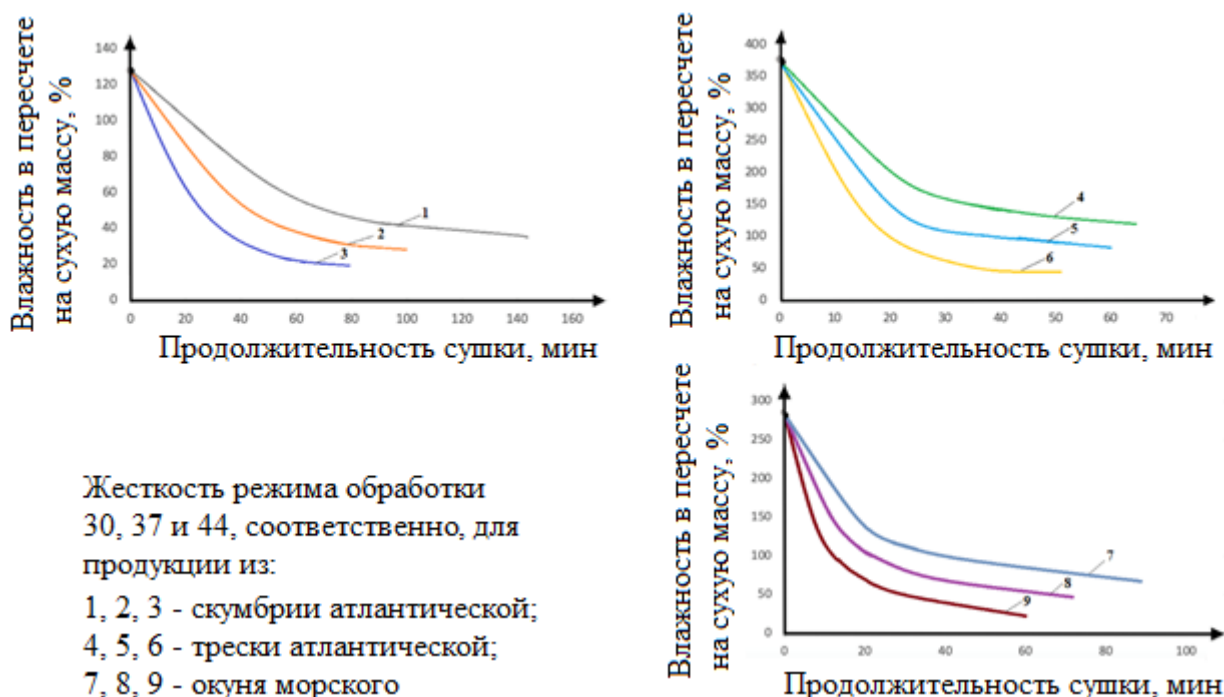 Влажность в пересчете
на сухую массу, %
140
120
100
80
60
40
20
0
0 20 40 60 80 100 120 140 160
1
2
3
Продолжительность сушки, мин
Влажность в пересчете
на сухую массу, %
400
350
300
250
200
150
100
50
0
0 10 20 30 40 50 60 70
4
5
6
Продолжительность сушки, мин
Жесткость режима обработки
30, 37 и 44, соответственно, для
продукции из:
1, 2, 3 - скумбрии атлантической;
4, 5, 6 - трески атлантической;
7, 8, 9 - окуня морского
Влажность в пересчете
на сухую массу, %
300
250
200
150
100
50
0
0 20 40 60 80 100
7
8
9
Продолжительность сушки, мин